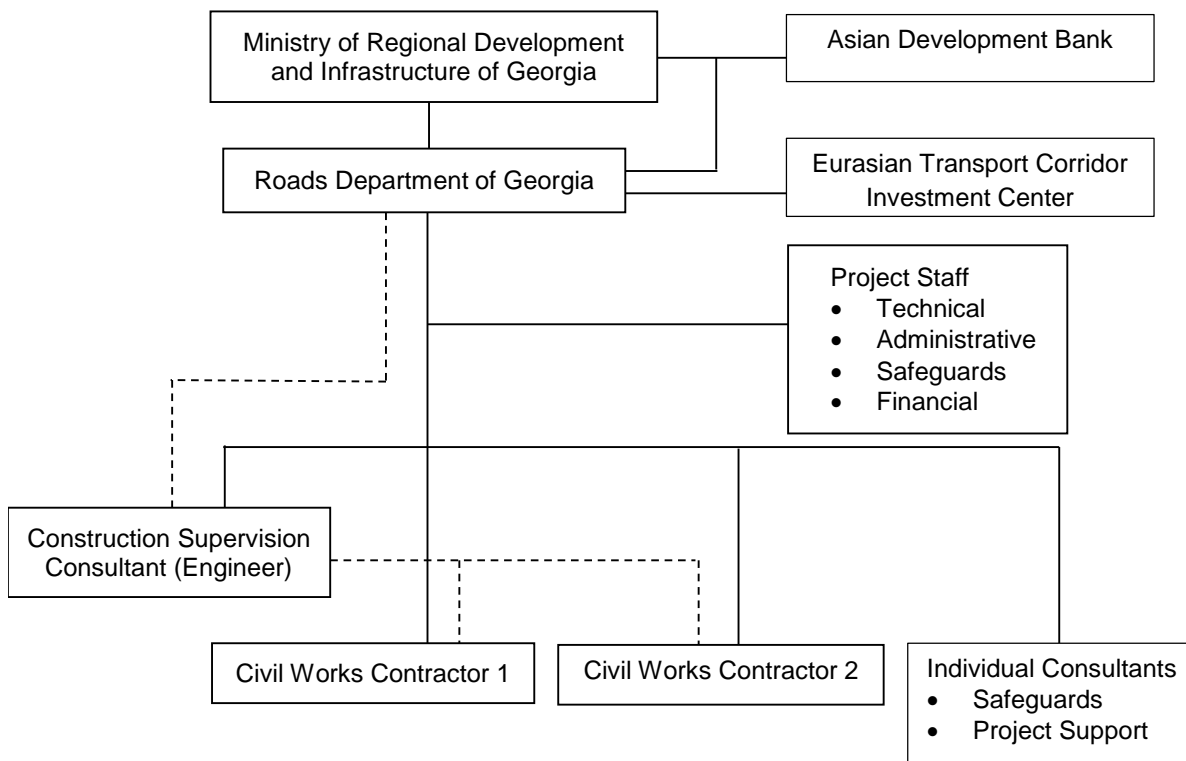 Ministry of Regional Development
and Infrastructure of Georgia
Asian Development Bank
Roads Department of Georgia
Eurasian Transport Corridor
Investment Center
Project Staff
• Technical
• Administrative
• Safeguards
• Financial
Construction Supervision
Consultant (Engineer)
Civil Works Contractor 1
Civil Works Contractor 2
Individual Consultants
• Safeguards
• Project Support